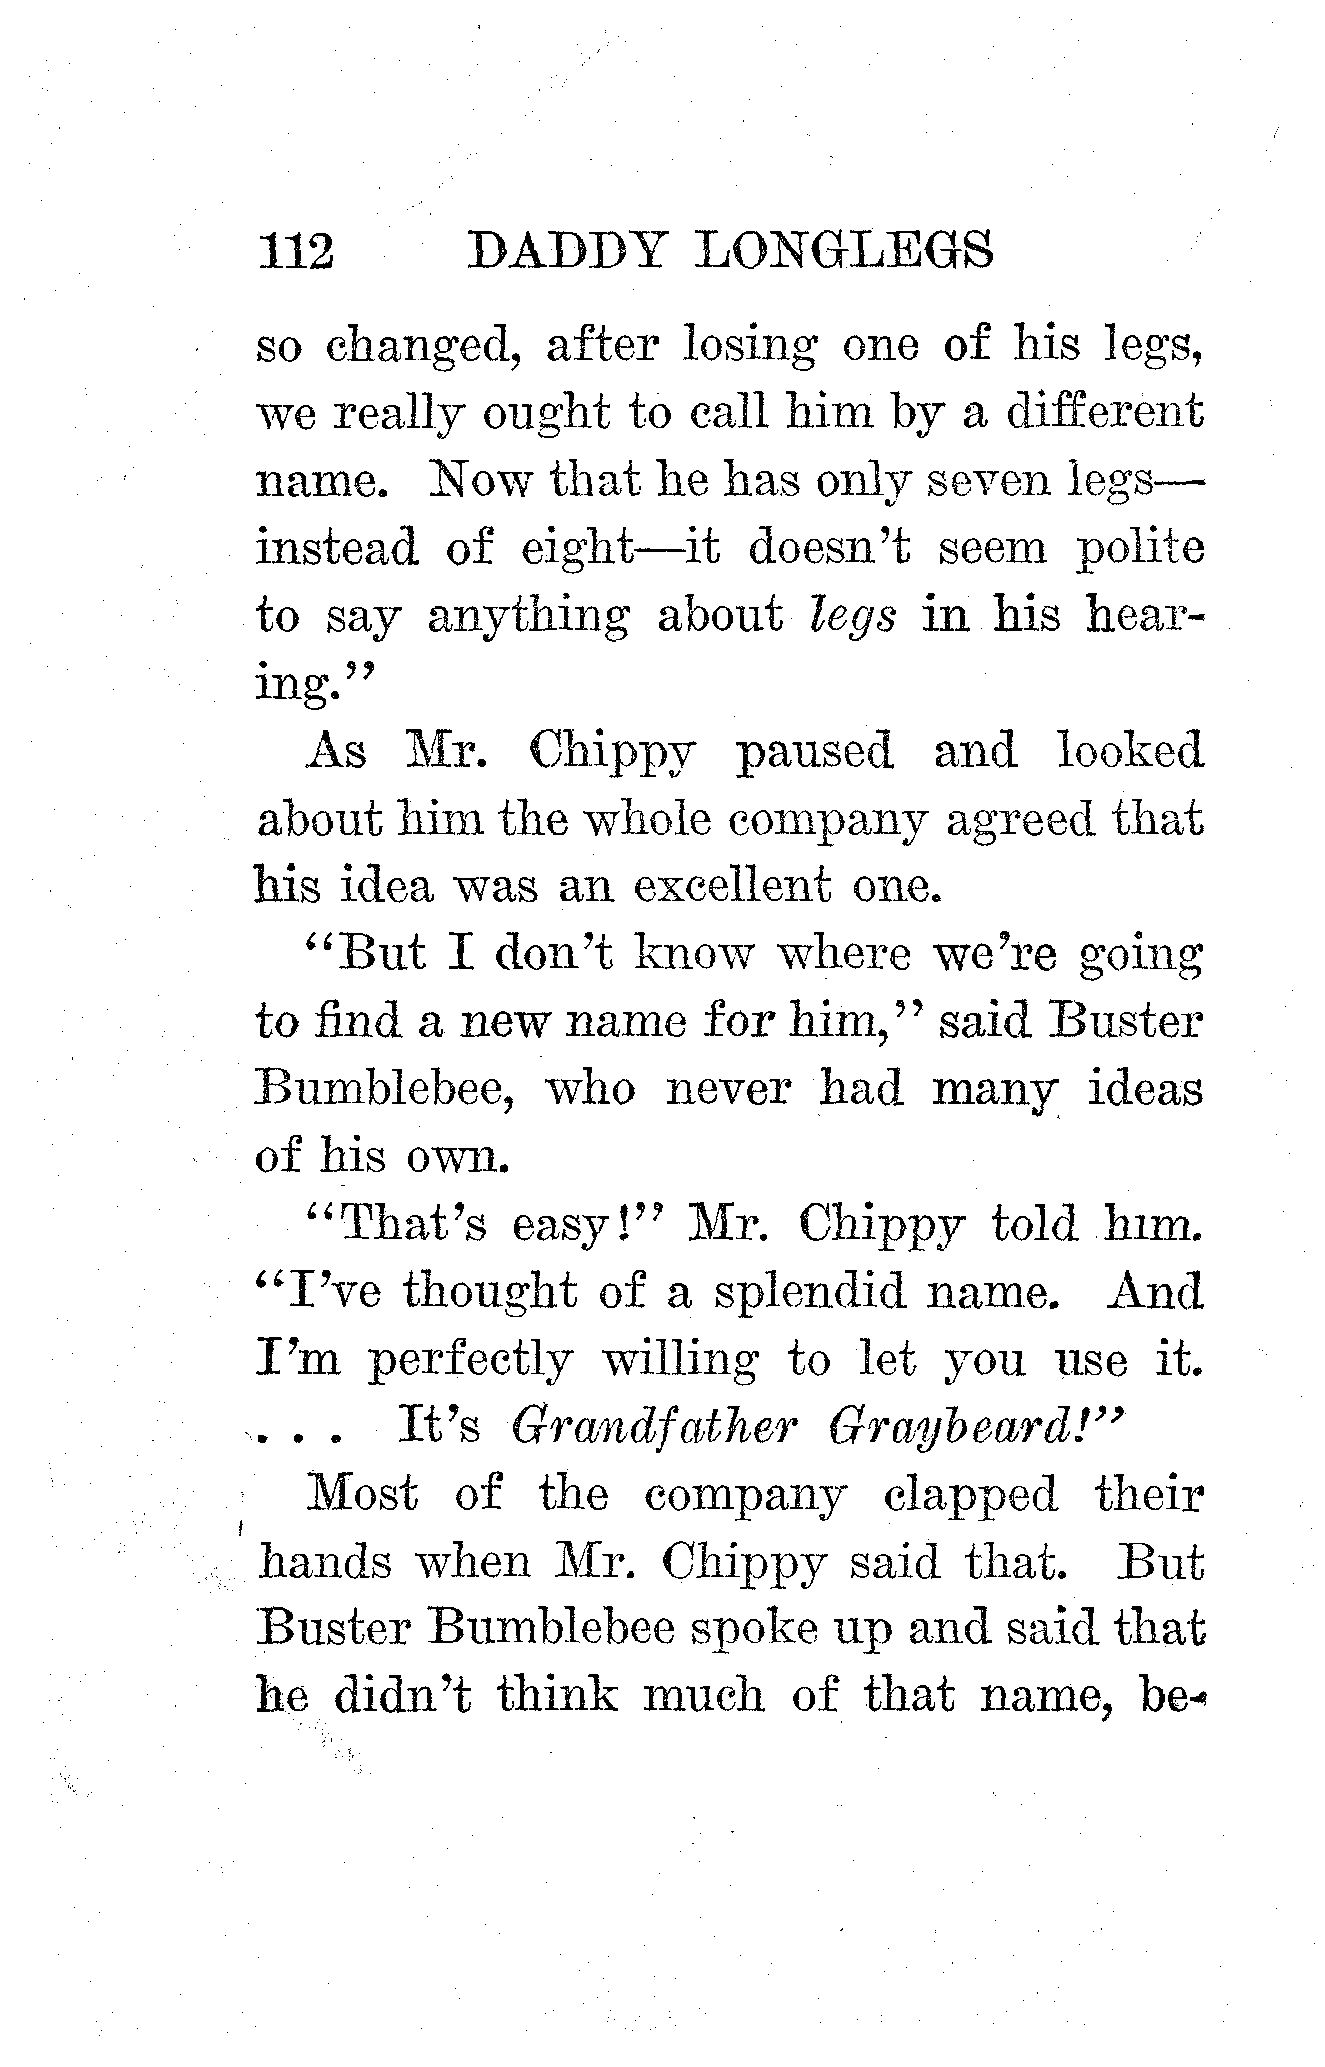 112 DADDY LONGLEGS
so changed, after losing one of his legs,
we really ought to call him by a different
name. Now that he has only seven legs—
instead of eight—it doesn't seem polite
to say anything about legs in his hear-
ing."
As Mr. Chippy paused and looked
about him the whole company agreed that
his idea was an excellent one.
"But I don't know where we're going
to find a new name for him," said Buster
Bumblebee, who never had many ideas
of his own.
"That's easy!" Mr. Chippy told him.
"I've thought of a splendid name. And
I'm perfectly willing to let you use it.
. . . It's Grandfather Graybeard!"
Most of the company clapped their
hands when Mr. Chippy said that. But
Buster Bumblebee spoke up and said that
he didn't think much of that name, be-